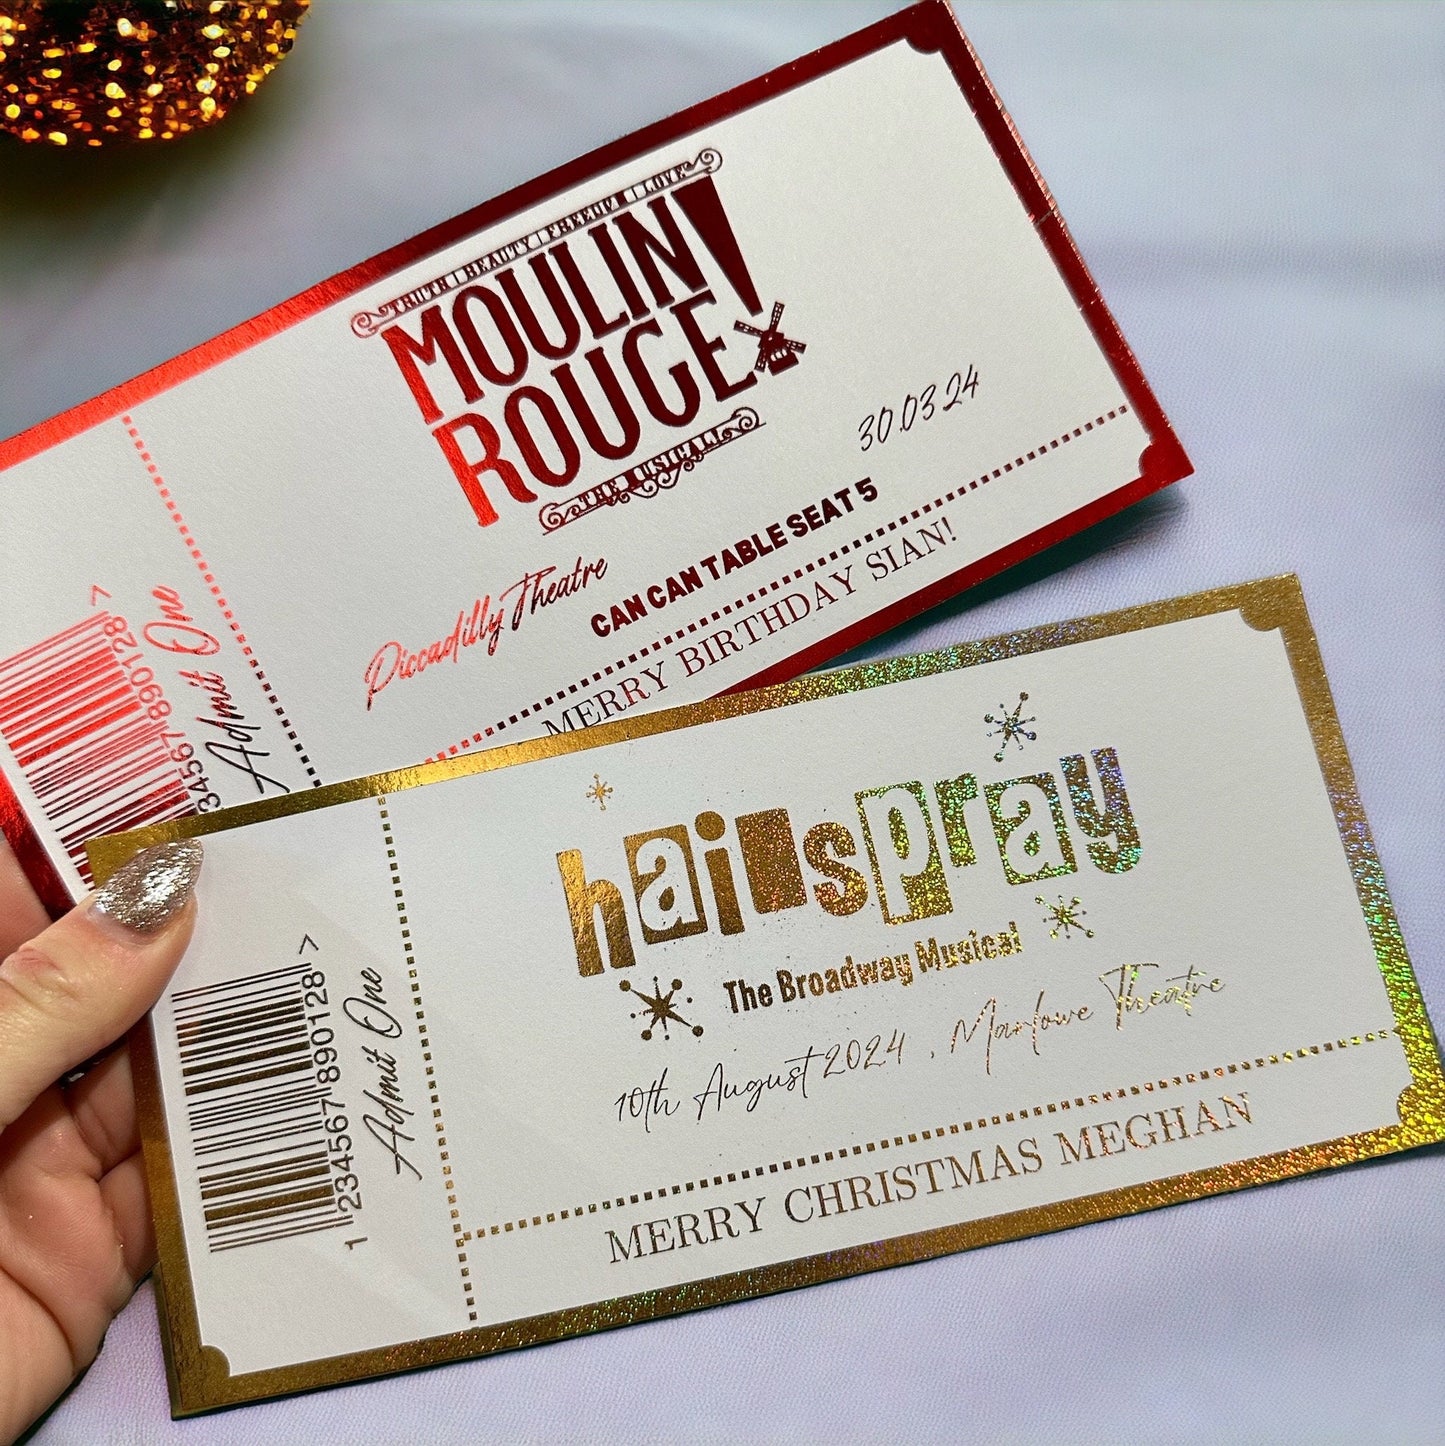 TRUTH | BEAUTY | FREEDOM | LOVE
MOULIN
ROUGE!
THE MUSICAL
30.03.24
Piccadilly Theatre
CAN CAN TABLE SEAT 5
MERRY BIRTHDAY SIAN!
34567 890128 >
Admit One
hairspray
The Broadway Musical
10th August 2024 , Marlowe Theatre
MERRY CHRISTMAS MEGHAN
1 234567 890128 >
Admit One